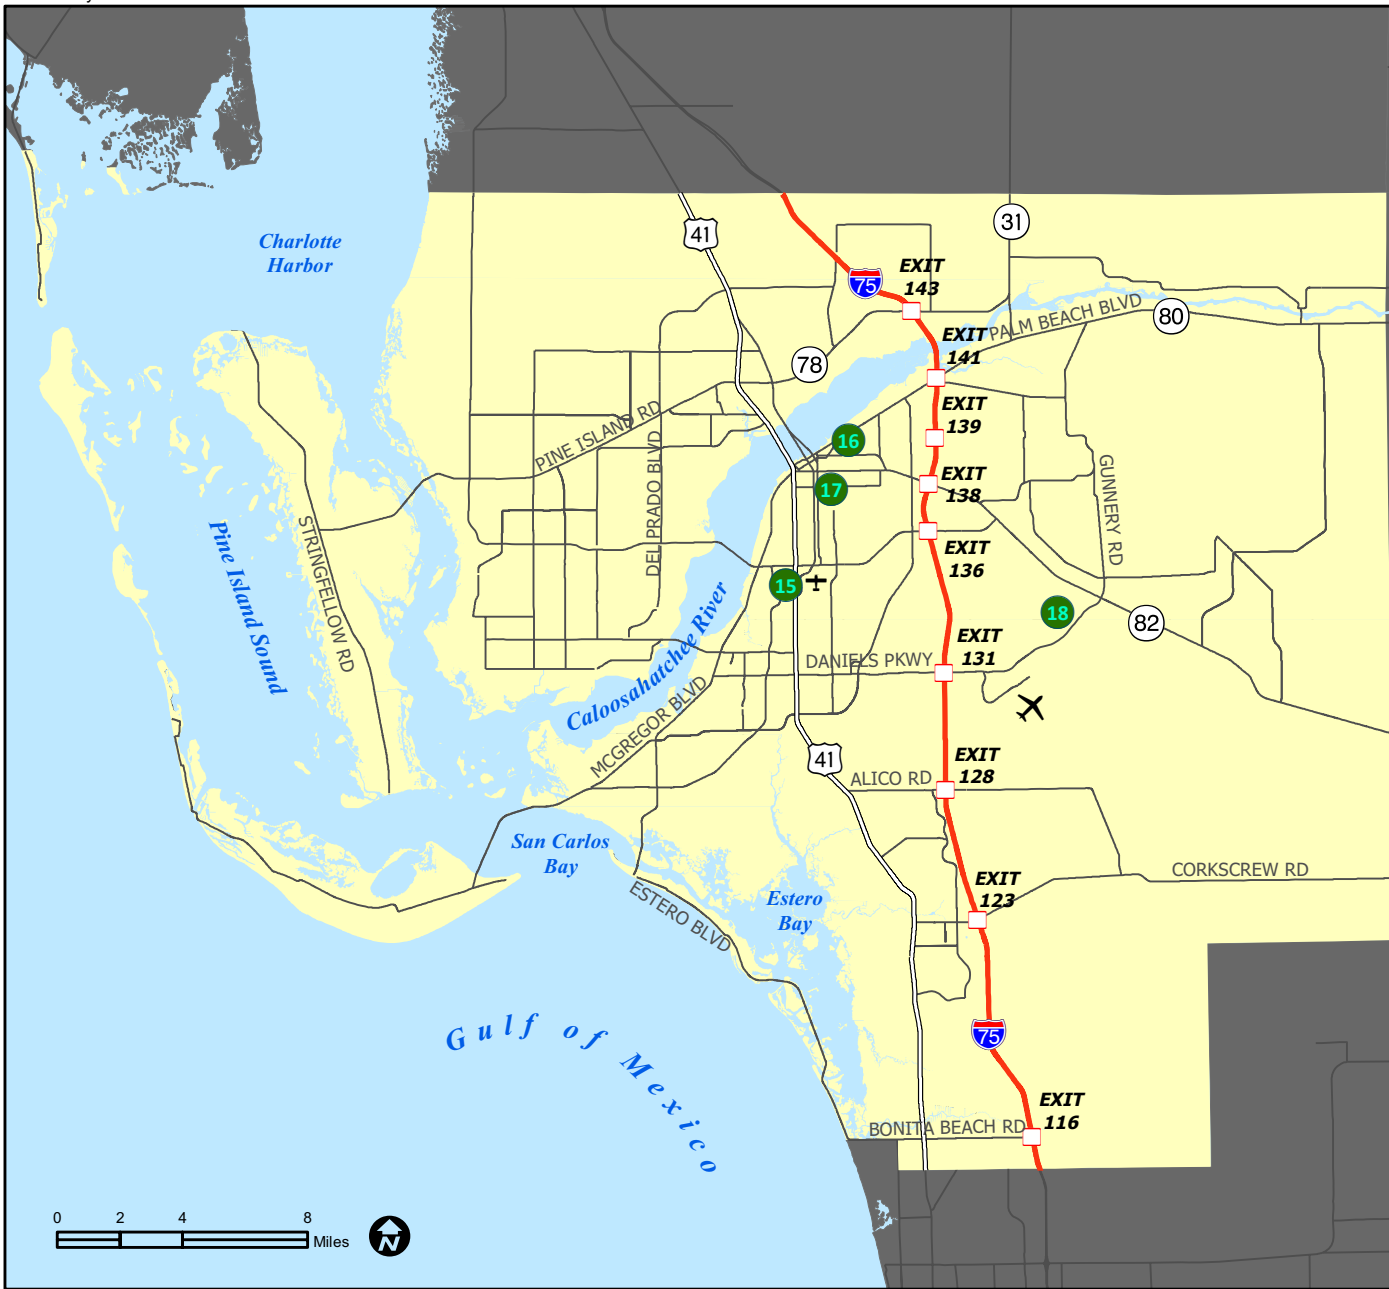 Charlotte
Harbor
41
31
75
EXIT
143
PALM BEACH BLVD
80
EXIT
141
78
EXIT
139
PINE ISLAND RD
16
DEL PRADO BLVD
GUNNERY RD
EXIT
138
17
STRINGFELLOW RD
Pine Island Sound
EXIT
136
15
18
82
Caloosahatchee River
EXIT
131
DANIELS PKWY
MCGREGOR BLVD
41
EXIT
128
ALICO RD
San Carlos
Bay
CORKSCREW RD
EXIT
123
Estero
Bay
ESTERO BLVD
Gulf of Mexico
75
EXIT
116
BONITA BEACH RD
0 2 4 8
Miles
N